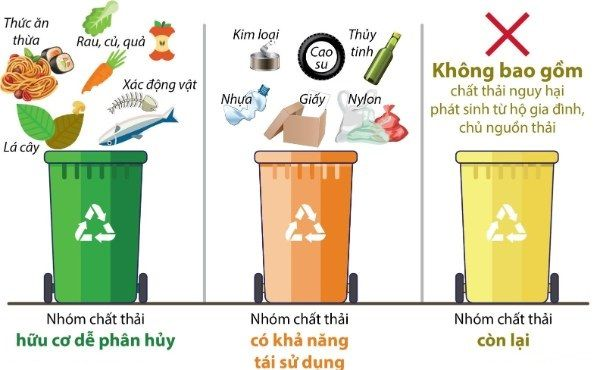 Thức ăn
thừa
Rau, củ, quả
Xác động vật
Lá cây
Nhóm chất thải
hữu cơ dễ phân hủy
Kim loại
Cao
su
Thủy
tinh
Nhựa
Giấy
Nylon
Nhóm chất thải
có khả năng
tái sử dụng
Không bao gồm
chất thải nguy hại
phát sinh từ hộ gia đình,
chủ nguồn thải
Nhóm chất thải
còn lại